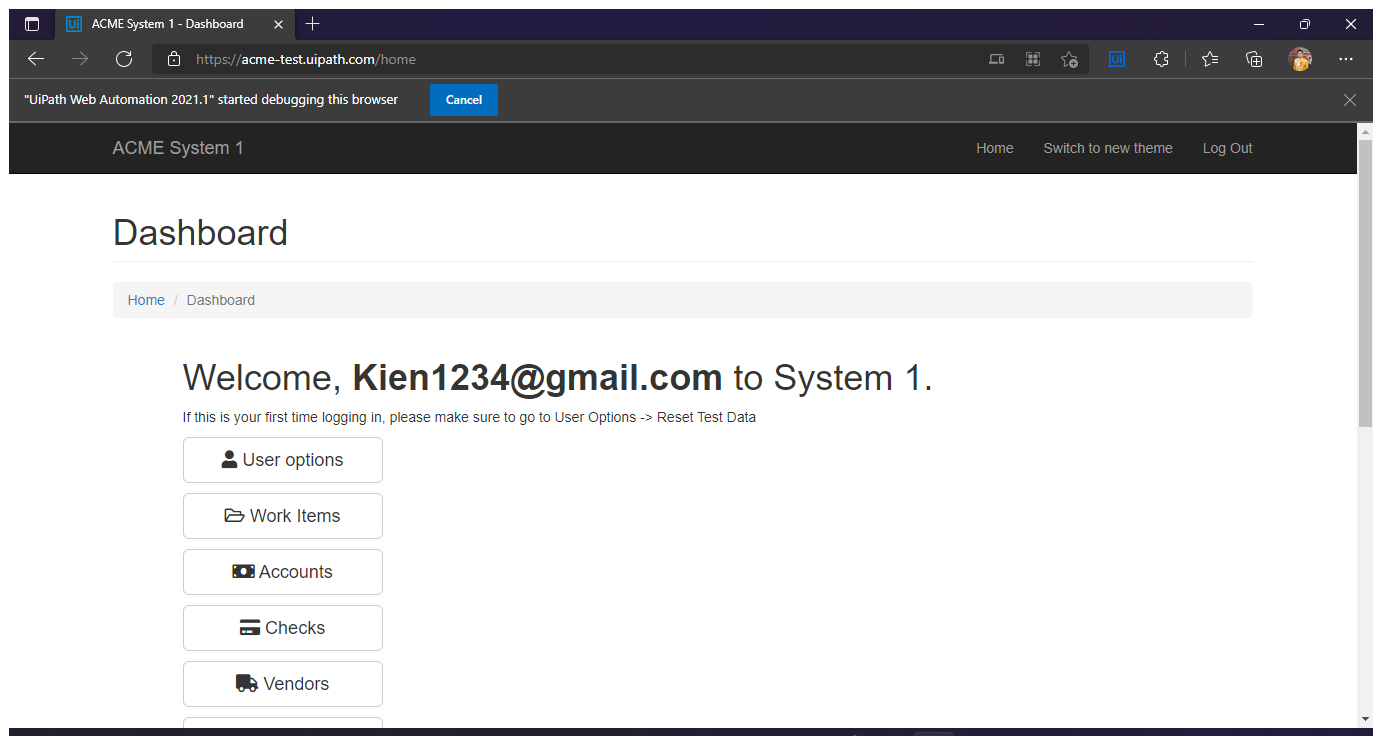 Ui ACME System 1 - Dashboard
https://acme-test.uipath.com/home
Ui
"UiPath Web Automation 2021.1" started debugging this browser Cancel
ACME System 1 Home Switch to new theme Log Out
Dashboard
Home / Dashboard
Welcome, Kien1234@gmail.com to System 1.
If this is your first time logging in, please make sure to go to User Options -> Reset Test Data
User options
Work Items
Accounts
Checks
Vendors